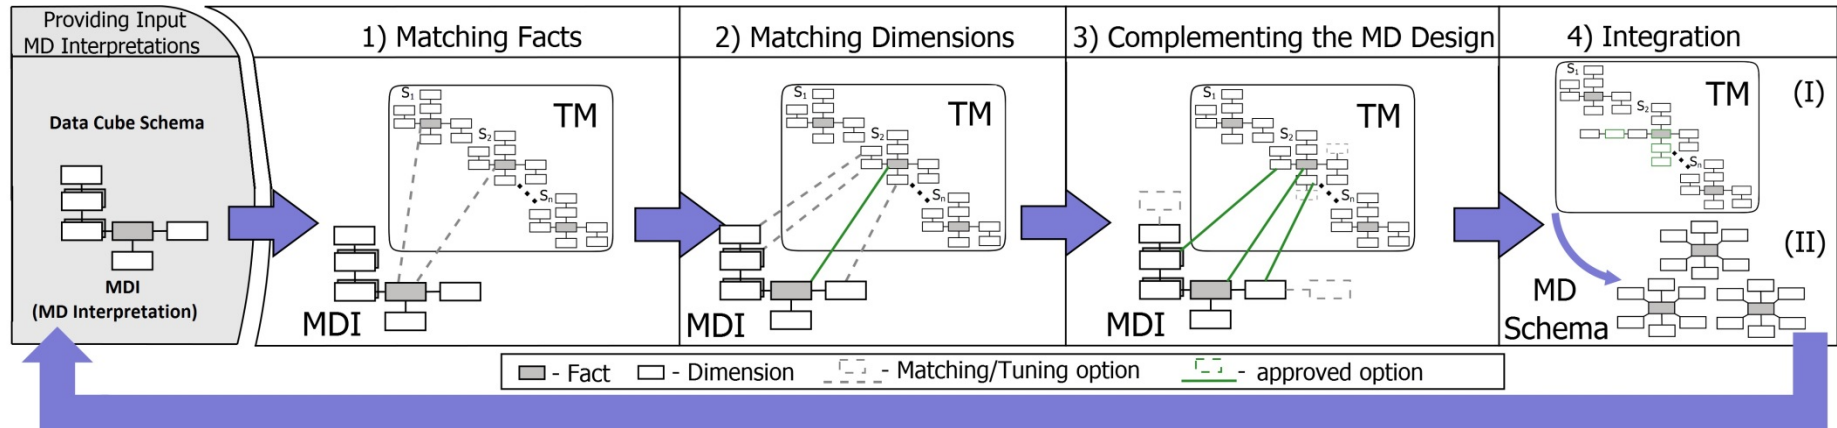 Providing Input
MD Interpretations
1) Matching Facts
2) Matching Dimensions
3) Complementing the MD Design
4) Integration
Data Cube Schema
MDI
(MD Interpretation)
S1
TM
S2
Sn
MDI
S1
TM
S2
Sn
MDI
S1
TM
S2
Sn
MDI
S1
TM
(I)
S2
Sn
(II)
MD
Schema
- Fact
- Dimension
- Matching/Tuning option
- approved option